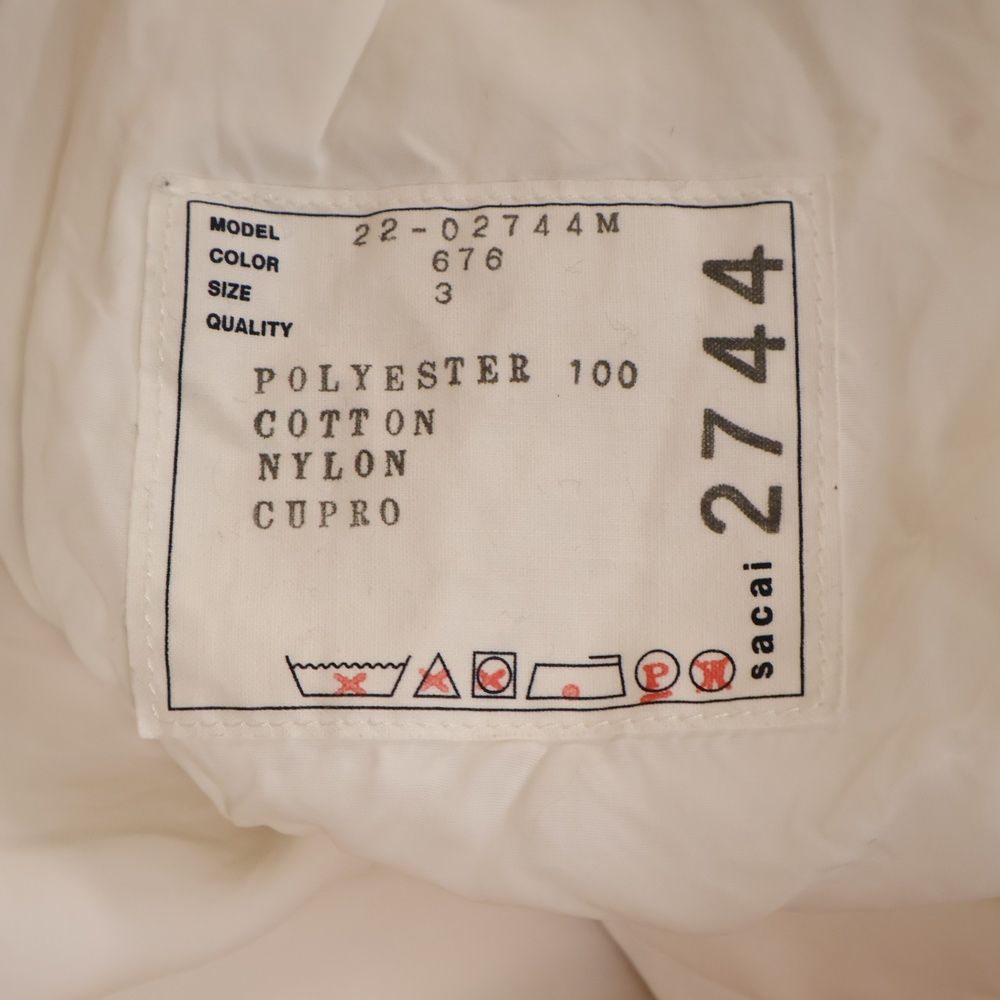 MODEL 22-02744M
COLOR 676
SIZE 3
QUALITY
POLYESTER 100
COTTON
NYLON
CUPRO
P W
sacai 2744